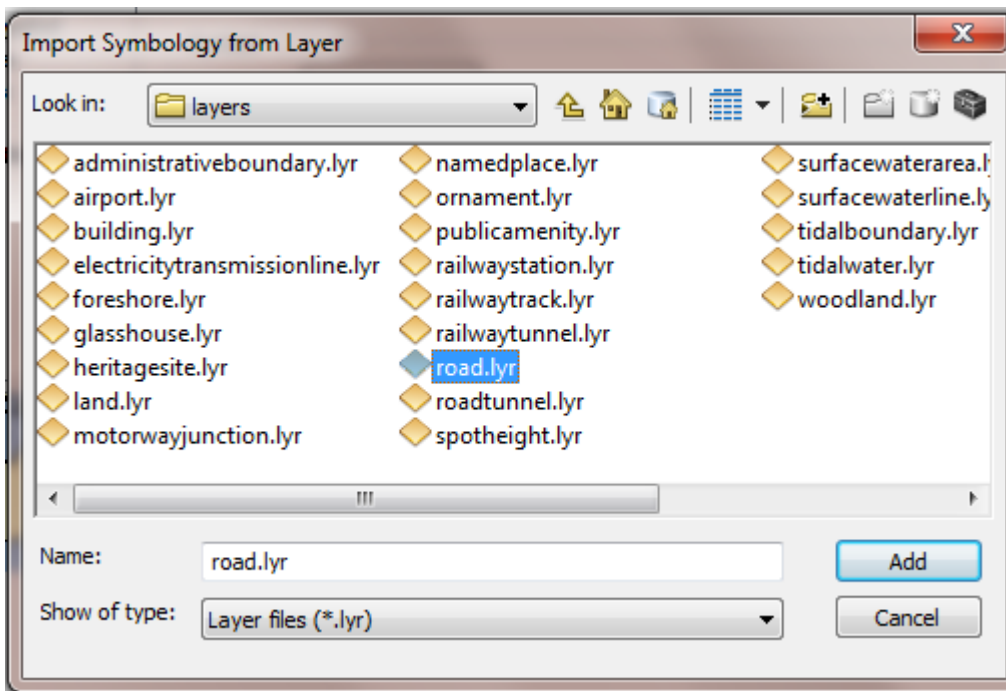 Import Symbology from Layer
Look in: layers
administrativeboundary.lyr
airport.lyr
building.lyr
electricitytransmissionline.lyr
foreshore.lyr
glasshouse.lyr
heritagesite.lyr
land.lyr
motorwayjunction.lyr
namedplace.lyr
ornament.lyr
publicamenity.lyr
railwaystation.lyr
railwaytrack.lyr
railwaytunnel.lyr
road.lyr
roadtunnel.lyr
spotheight.lyr
surfacewaterarea.l
surfacewaterline.ly
tidalboundary.lyr
tidalwater.lyr
woodland.lyr
Name: road.lyr Add
Show of type: Layer files (*.lyr) Cancel